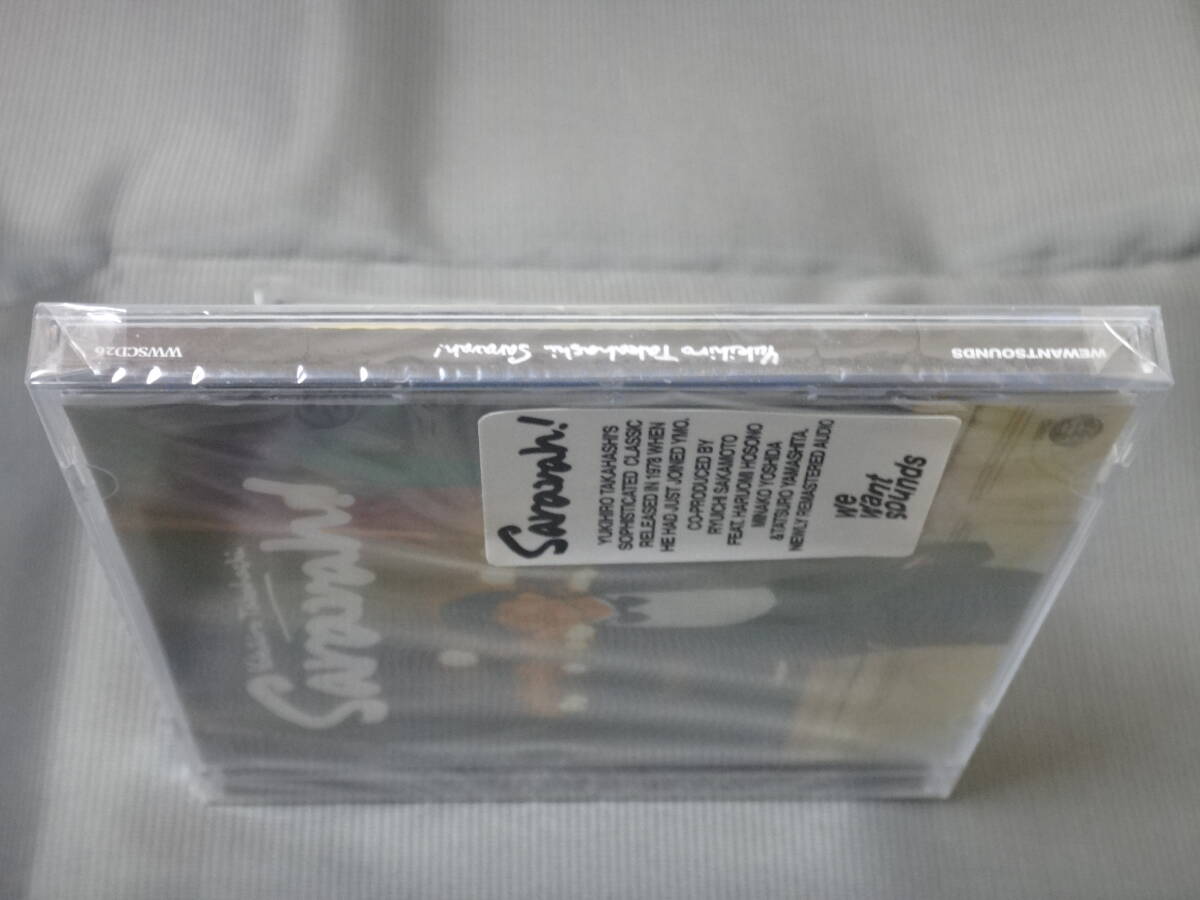 WEWANTSOUNDS
Yukihiro Takahashi Saravah!
WWSCD26
Yukihiro Takahashi
Saravah!
Saravah!
YUKIHIRO TAKAHASHI'S
SOPHISTICATED CLASSIC
RELEASED IN 1978 WHEN
HE HAD JUST JOINED YMO.
CO-PRODUCED BY
RYUICHI SAKAMOTO
FEAT. HARUOMI HOSONO
MINAKO YOSHIDA
& TATSURO YAMASHITA.
NEWLY REMASTERED AUDIO
we
want
sounds